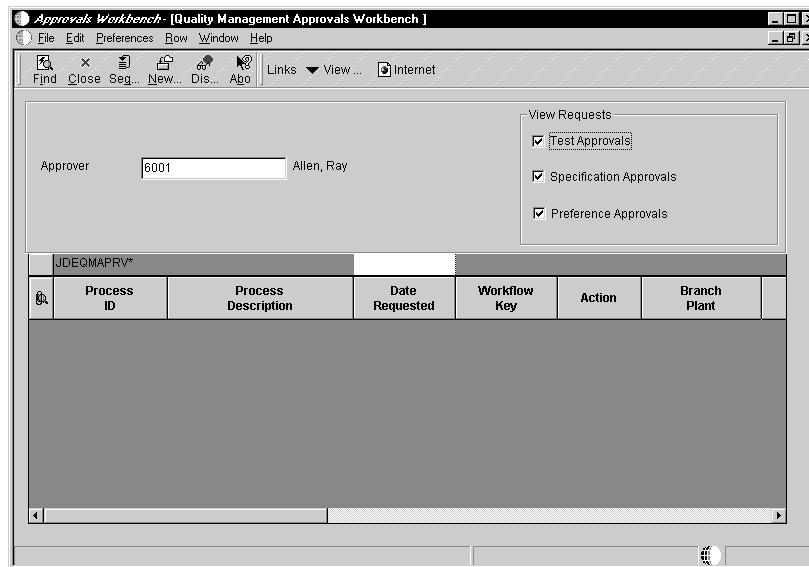 Approvals Workbench - [Quality Management Approvals Workbench ]
File Edit Preferences Row Window Help
Find Close Seq... New... Dis... Abo Links View ... Internet
View Requests
Test Approvals
Approver 6001 Allen, Ray
Specification Approvals
Preference Approvals
JDEQMAPRV*
Process ID Process Description Date Requested Workflow Key Action Branch Plant